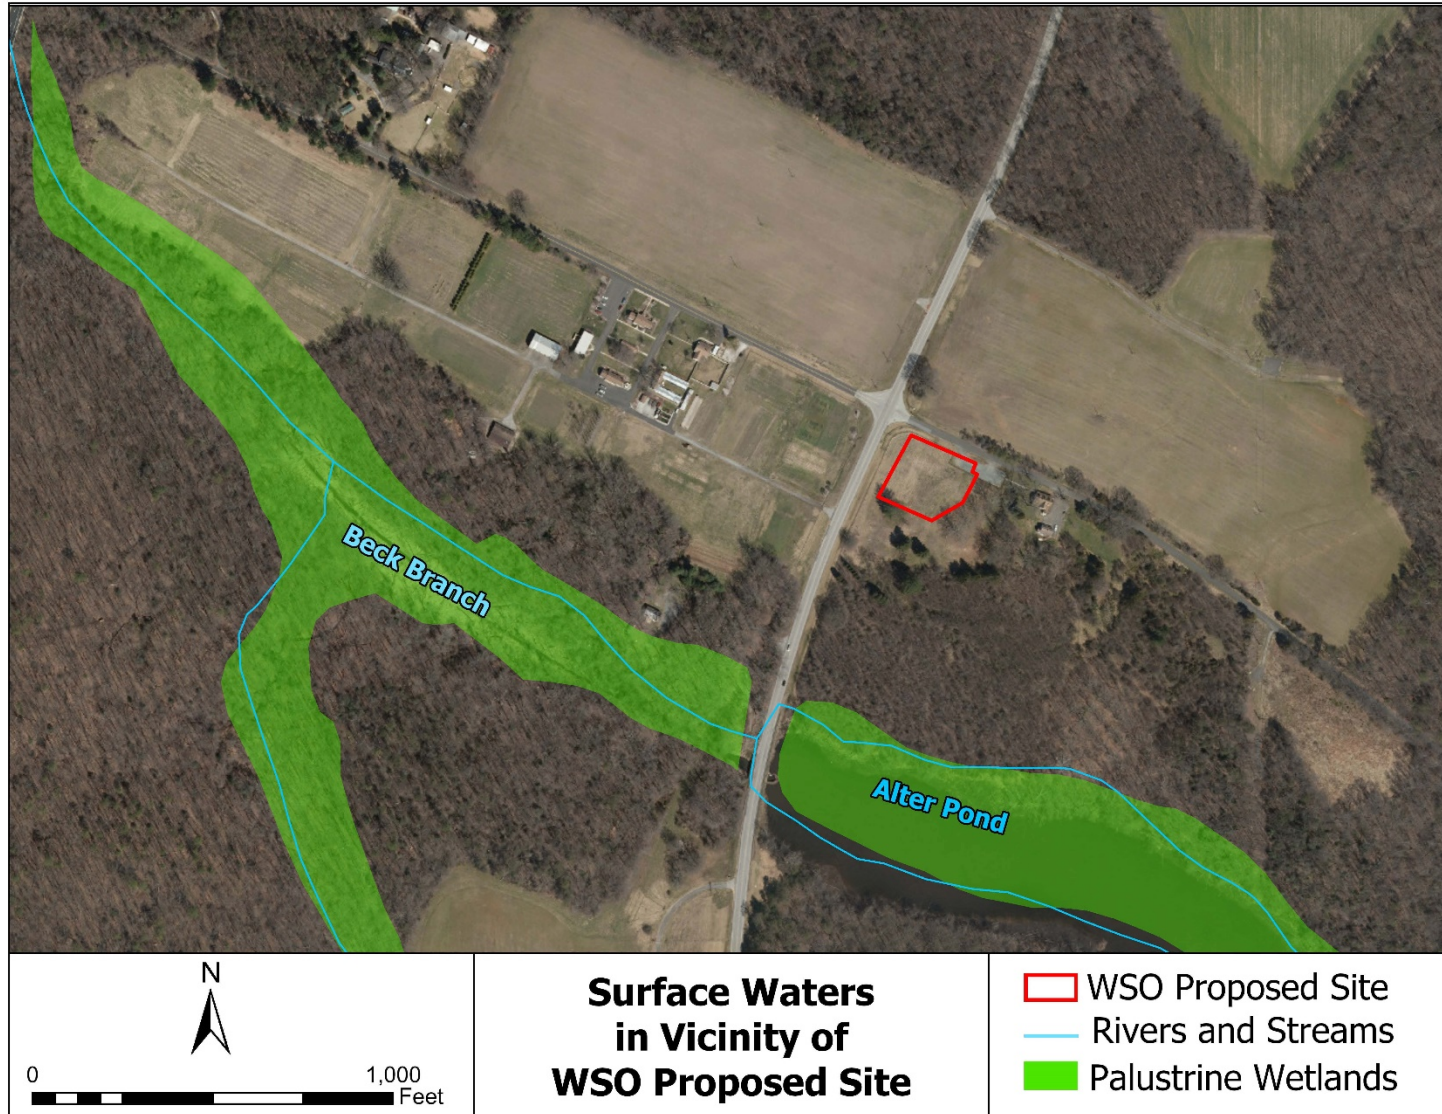 Beck Branch
Alter Pond
N
0 1,000
Feet
Surface Waters
in Vicinity of
WSO Proposed Site
WSO Proposed Site
Rivers and Streams
Palustrine Wetlands